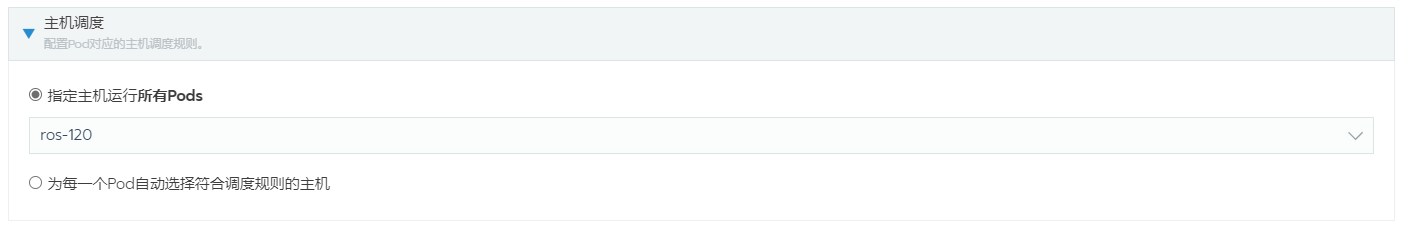 主机调度
配置Pod对应的主机调度规则。
指定主机运行所有Pods
ros-120
为每一个Pod自动选择符合调度规则的主机